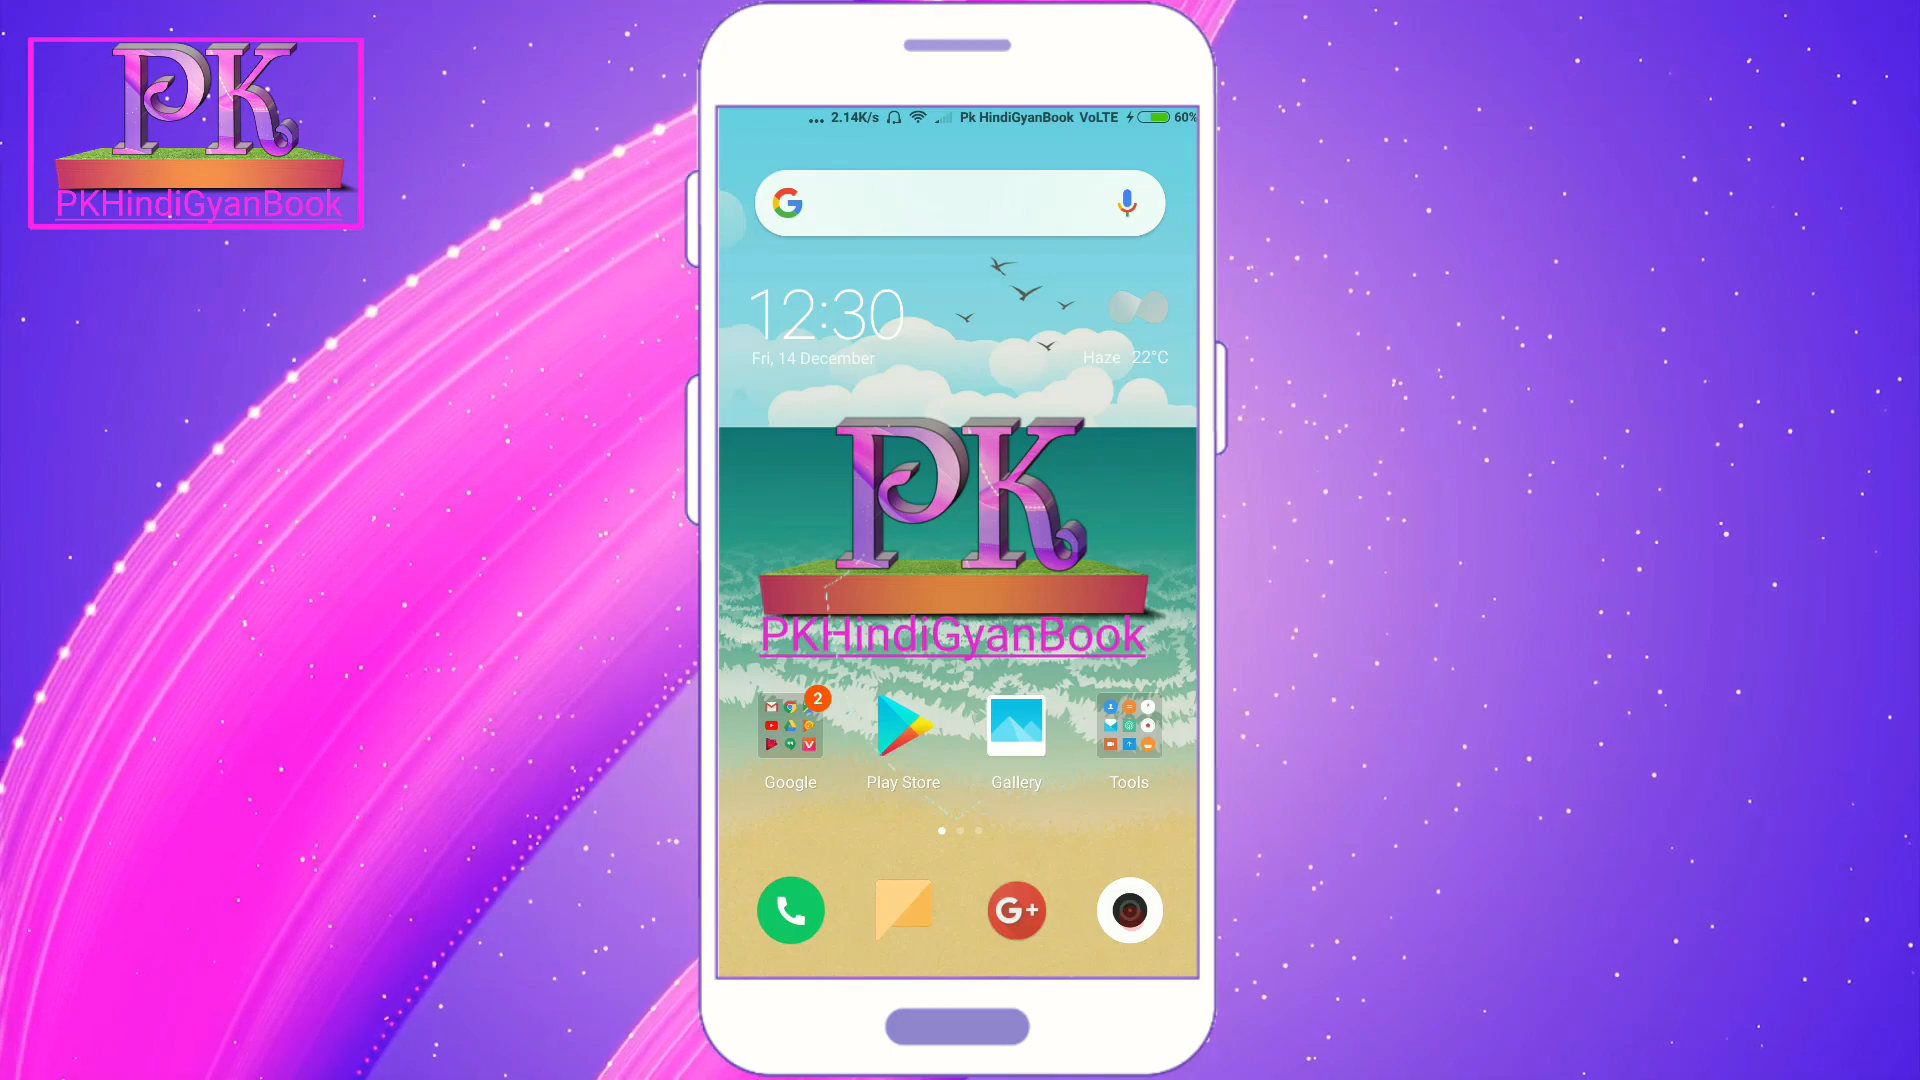 PK
PKHindiGyanBook
... 2.14K/s Pk HindiGyanBook VoLTE 60%
12:30
Fri, 14 December
Haze 22°C
PK
PKHindiGyanBook
2
Google Play Store Gallery Tools
G+